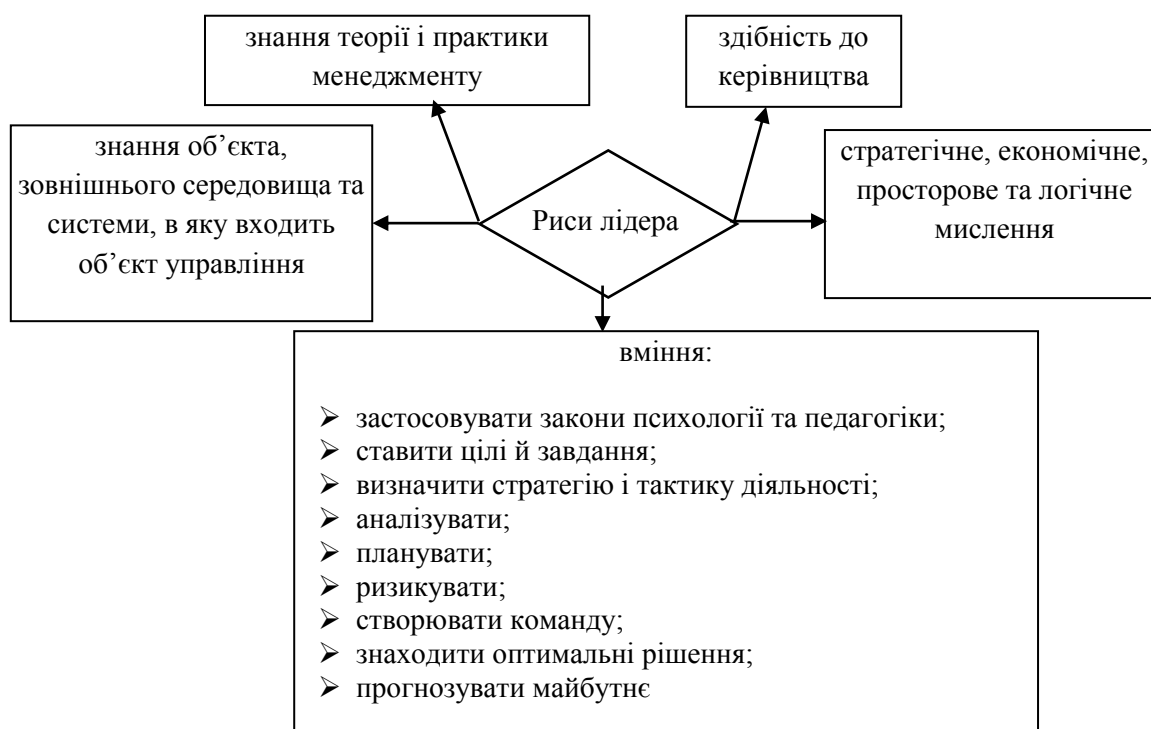 знання теорії і практики
менеджменту
здібність до
керівництва
знання об’єкта,
зовнішнього середовища та
системи, в яку входить
об’єкт управління
Риси лідера
стратегічне, економічне,
просторове та логічне
мислення
вміння:
➢ застосовувати закони психології та педагогіки;
➢ ставити цілі й завдання;
➢ визначити стратегію і тактику діяльності;
➢ аналізувати;
➢ планувати;
➢ ризикувати;
➢ створювати команду;
➢ знаходити оптимальні рішення;
➢ прогнозувати майбутнє